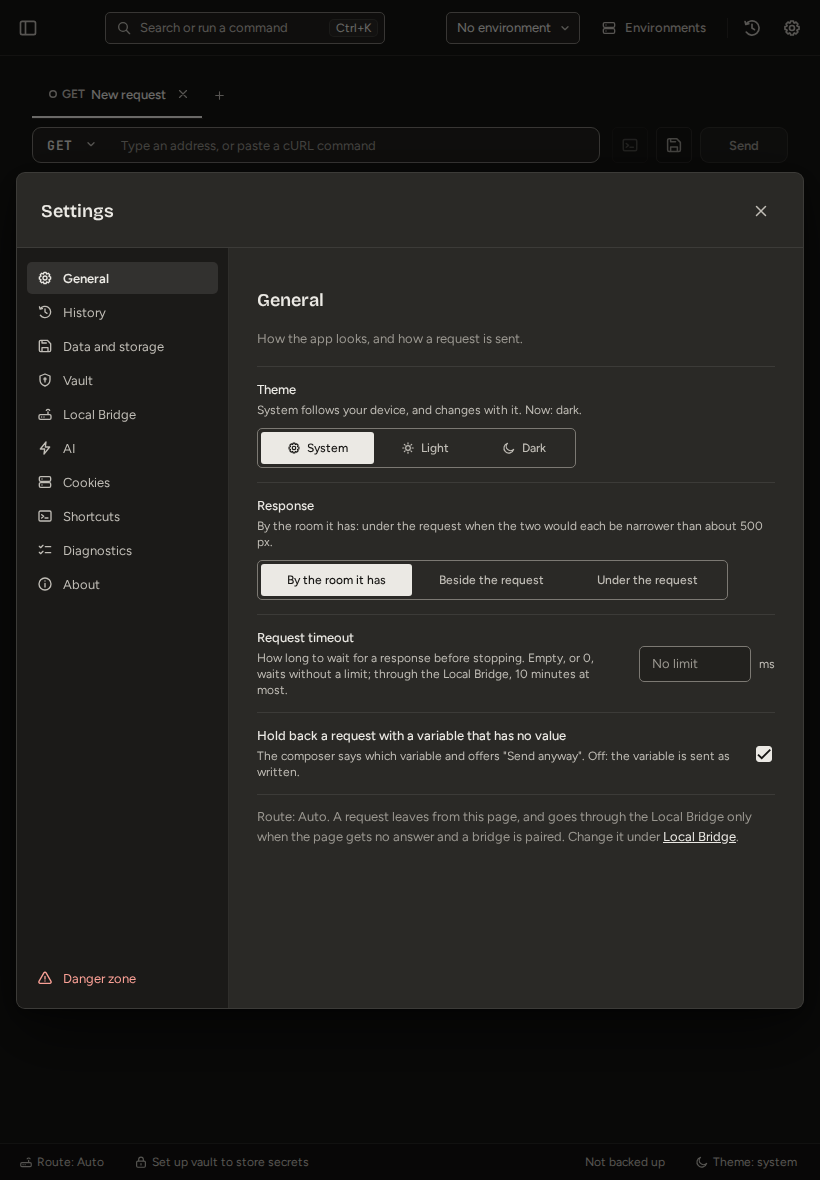 Search or run a command Ctrl+K No environment Environments
GET New request
GET Type an address, or paste a cURL command Send
Settings
General
History
Data and storage
Vault
Local Bridge
AI
Cookies
Shortcuts
Diagnostics
About
Danger zone
General
How the app looks, and how a request is sent.
Theme
System follows your device, and changes with it. Now: dark.
System Light Dark
Response
By the room it has: under the request when the two would each be narrower than about 500
px.
By the room it has Beside the request Under the request
Request timeout
How long to wait for a response before stopping. Empty, or 0,
waits without a limit; through the Local Bridge, 10 minutes at
most.
No limit ms
Hold back a request with a variable that has no value
The composer says which variable and offers "Send anyway". Off: the variable is sent as
written.
Route: Auto. A request leaves from this page, and goes through the Local Bridge only
when the page gets no answer and a bridge is paired. Change it under Local Bridge.
Route: Auto Set up vault to store secrets Not backed up Theme: system